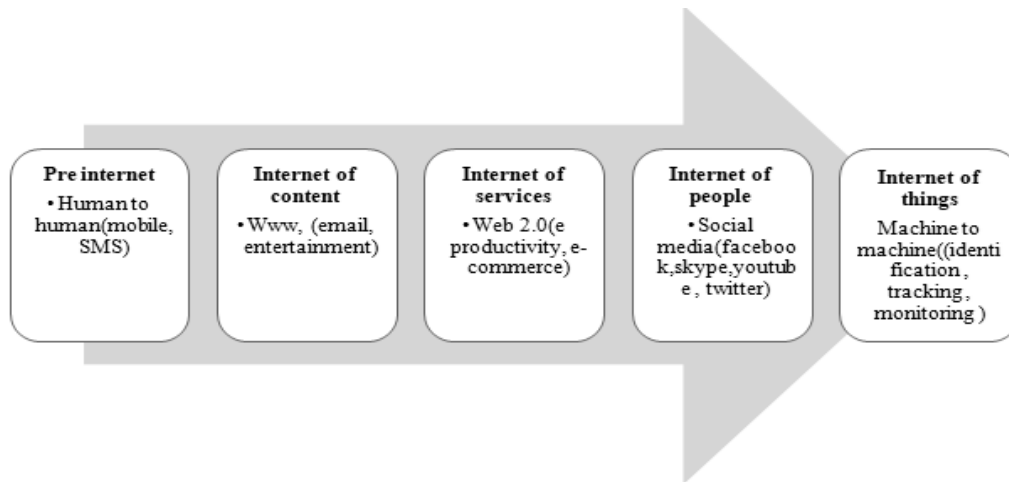 Pre internet
• Human to
human(mobile,
SMS)
Internet of
content
• Www, (email,
entertainment)
Internet of
services
• Web 2.0(e
productivity, e-
commerce)
Internet of
people
• Social
media(faceboo
k,skype,youtub
e , twitter)
Internet of
things
Machine to
machine((identi
fication ,
tracking ,
monitoring )